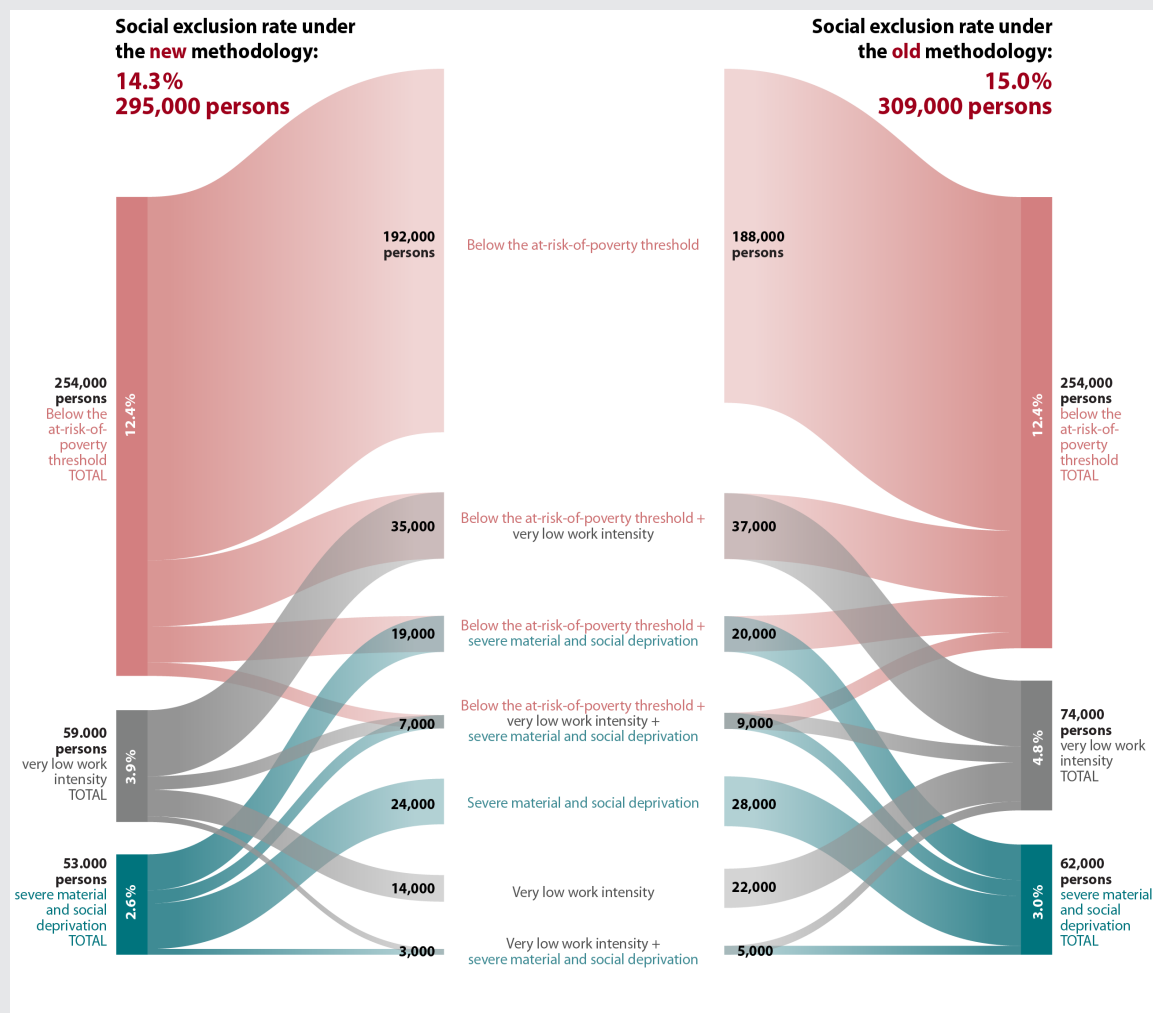 Social exclusion rate under
the new methodology:
14.3%
295,000 persons
Social exclusion rate under
the old methodology:
15.0%
309,000 persons
254,000
persons
Below the
at-risk-of-
poverty
threshold
TOTAL
12.4%
59.000
persons
very low work
intensity
TOTAL
3.9%
53.000
persons
severe material
and social
deprivation
TOTAL
2.6%
192,000
persons
Below the at-risk-of-poverty threshold
188,000
persons
35,000
Below the at-risk-of-poverty threshold +
very low work intensity
37,000
19,000
Below the at-risk-of-poverty threshold +
severe material and social deprivation
20,000
7,000
Below the at-risk-of-poverty threshold +
very low work intensity +
severe material and social deprivation
9,000
24,000
Severe material and social deprivation
28,000
14,000
Very low work intensity
22,000
3,000
Very low work intensity +
severe material and social deprivation
5,000
12.4%
254,000
persons
below the
at-risk-of-
poverty
threshold
TOTAL
4.8%
74,000
persons
very low work
intensity
TOTAL
3.0%
62,000
persons
severe material
and social
deprivation
TOTAL